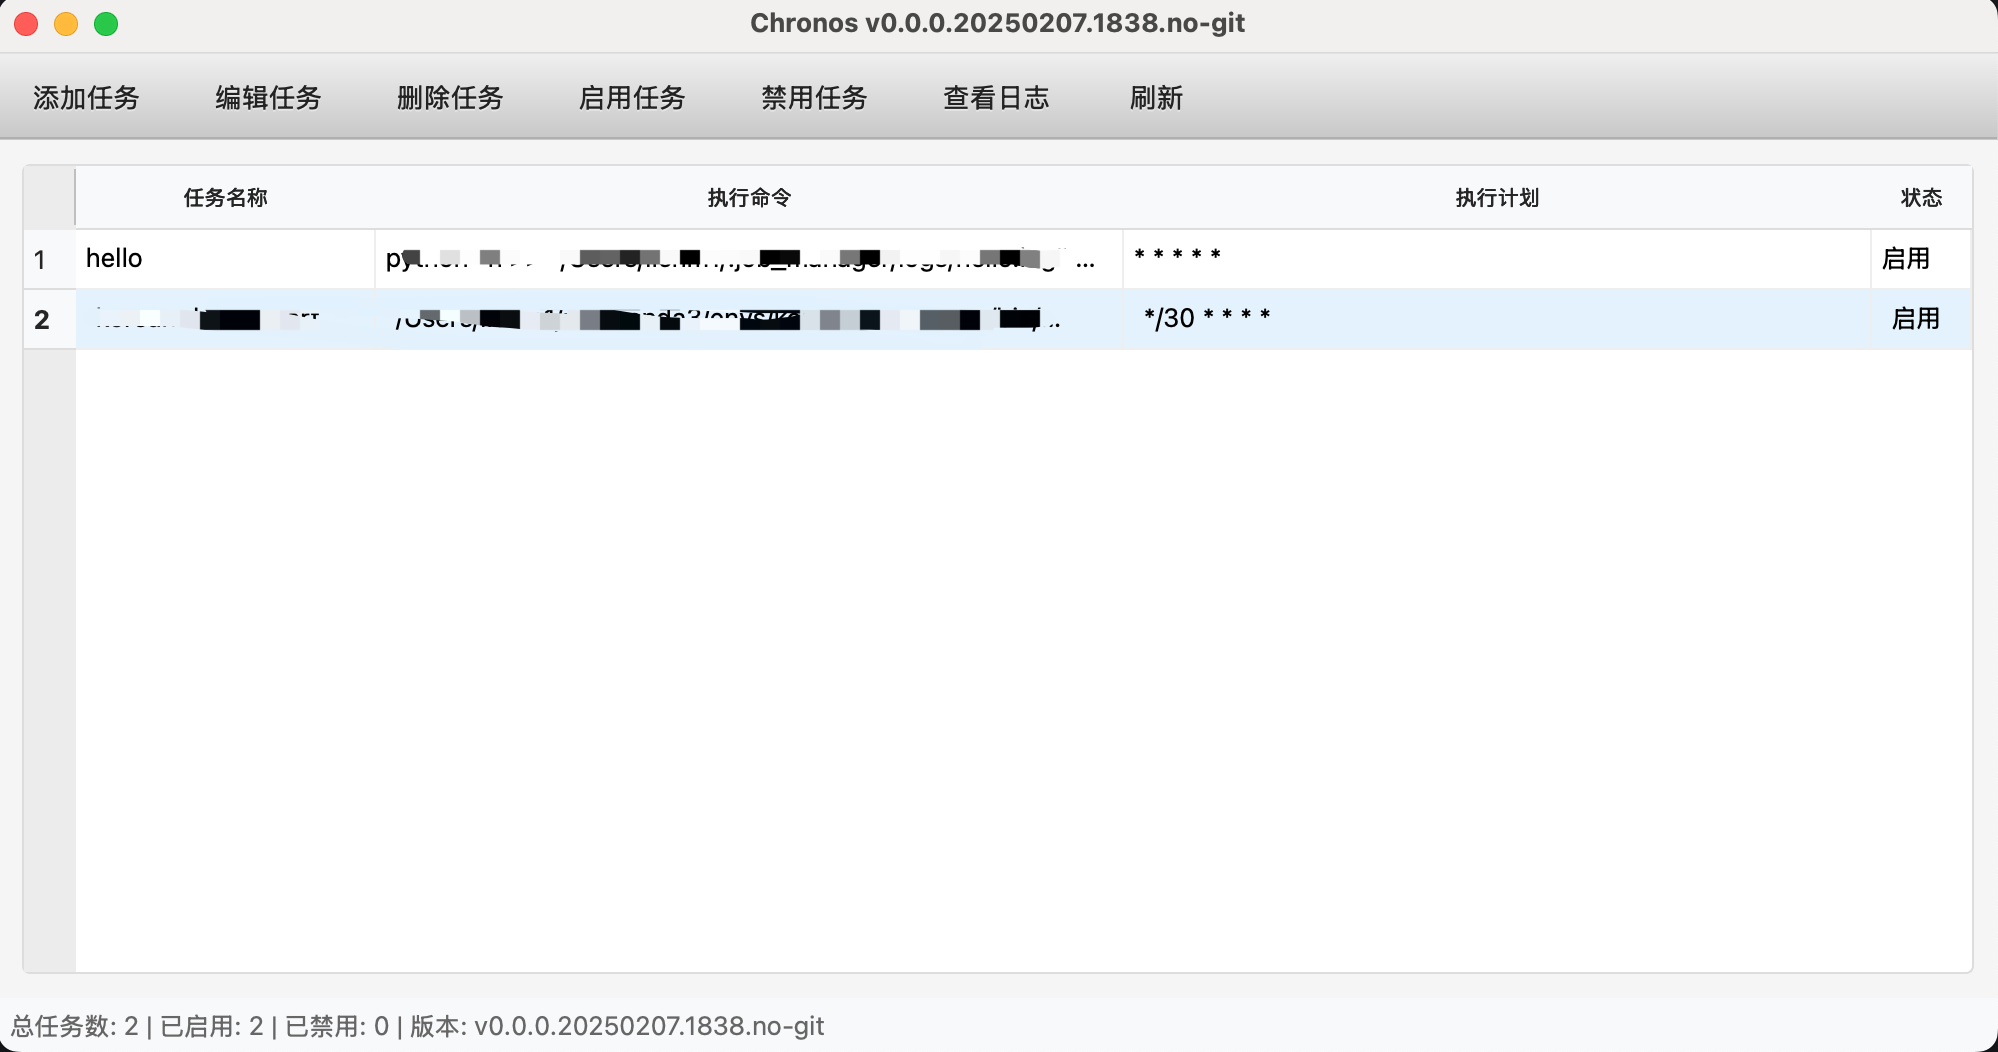 Chronos v0.0.0.20250207.1838.no-git
添加任务 编辑任务 删除任务 启用任务 禁用任务 查看日志 刷新
任务名称 执行命令 执行计划 状态
1 hello ... * * * * * 启用
2 */30 * * * * 启用
总任务数: 2 | 已启用: 2 | 已禁用: 0 | 版本: v0.0.0.20250207.1838.no-git